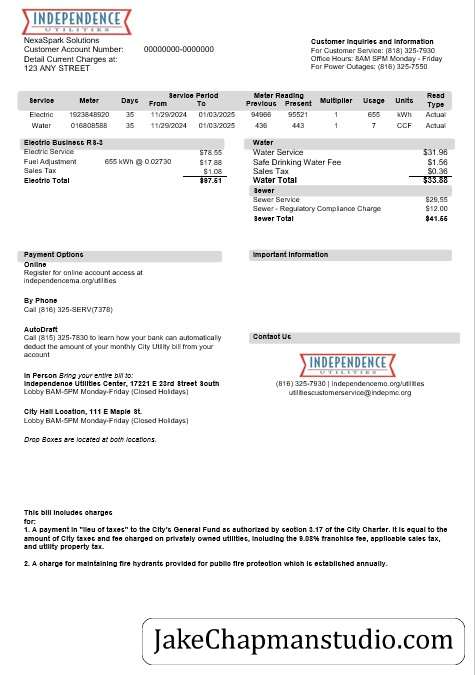 INDEPENDENCE
UTILITIES
NexaSpark Solutions
Customer Account Number: 00000000-0000000
Detail Current Charges at:
123 ANY STREET
Customer Inquiries and Information
For Customer Service: (818) 325-7930
Office Hours: 8AM SPM Monday - Friday
For Power Outages: (816) 325-7550
Service Meter Days Service Period From To Meter Reading Previous Present Multiplier Usage Units Read Type
Electric 1923848920 35 11/29/2024 01/03/2025 94966 95521 1 655 kWh Actual
Water 016808588 35 11/29/2024 01/03/2025 436 443 1 7 CCF Actual
Electric Business RS-3
Electric Service $78.55
Fuel Adjustment 655 kWh @ 0.02730 $17.88
Sales Tax $1.08
Electric Total $97.51
Water
Water Service $31.96
Safe Drinking Water Fee $1.56
Sales Tax $0.36
Water Total $33.88
Sewer
Sewer Service $29,55
Sewer - Regulatory Compliance Charge $12.00
Sewer Total $41.55
Payment Options
Online
Register for online account access at
independencema.org/utilities
By Phone
Call (816) 325-SERV(7378)
AutoDraft
Call (815) 325-7830 to learn how your bank can automatically
deduct the amount of your monthly City Utility bill from your
account
In Person Bring your entire bill to:
Independence Utilities Center, 17221 E 23rd Street South
Lobby 8AM-5PM Monday-Friday (Closed Holidays)
City Hall Location, 111 E Maple St.
Lobby 8AM-5PM Monday-Friday (Closed Holidays)
Drop Boxes are located at both locations.
Important Information
Contact Us
INDEPENDENCE
UTILITIES
(816) 325-7930 | independencemo.org/utilities
utilitiescustomerservice@indepmc.org
This bill includes charges
for:
1. A payment in "lieu of taxes" to the City's General Fund as authorized by section 3.17 of the City Charter. It is equal to the
amount of City taxes and fee charged on privately owned utilities, including the 9.08% franchise fee, applicable sales tax,
and utility property tax.
2. A charge for maintaining fire hydrants provided for public fire protection which is established annually.
JakeChapmanstudio.com